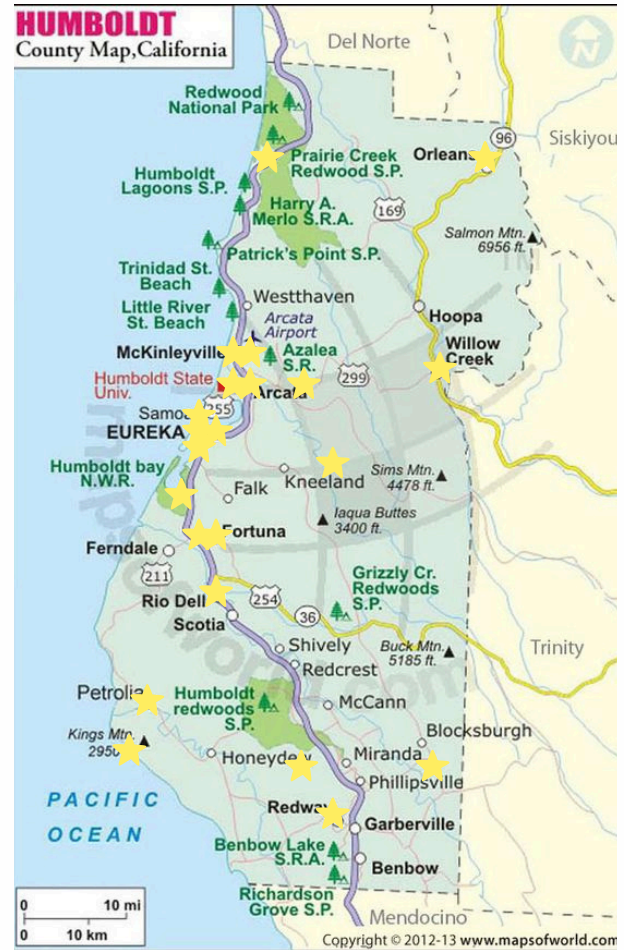 HUMBOLDT
County Map,California
Del Norte
Redwood
National Park
96
Siskiyou
Orleans
Prairie Creek
Redwood S.P.
Humboldt
Lagoons S.P.
Harry A.
Merlo S.R.A.
169
Salmon Mtn.
6956 ft.
Patrick's Point S.P.
Trinidad St.
Beach
Westthaven
Little River
St. Beach
Arcata
Airport
Hoopa
McKinleyville
Azalea
S.R.
Willow
Creek
Humboldt State
Univ.
299
255
Arcata
Samoa
EUREKA
Humboldt bay
N.W.R.
Kneeland
Falk
Sims Mtn.
4478 ft.
Iaqua Buttes
3400 ft.
Fortuna
Ferndale
211
Grizzly Cr.
Redwoods
S.P.
Rio Dell
254
36
Scotia
Shively
Redcrest
Buck Mtn.
5185 ft.
Trinity
Petrolia
Humboldt
redwoods
S.P.
McCann
Kings Mtn.
Blocksburgh
Honeydew
Miranda
Phillipsville
PACIFIC
OCEAN
Redway
Garberville
Benbow Lake
S.R.A.
Benbow
Richardson
Grove S.P.
Mendocino
0 10 mi
0 10 km
Copyright © 2012-13 www.mapsofworld.com